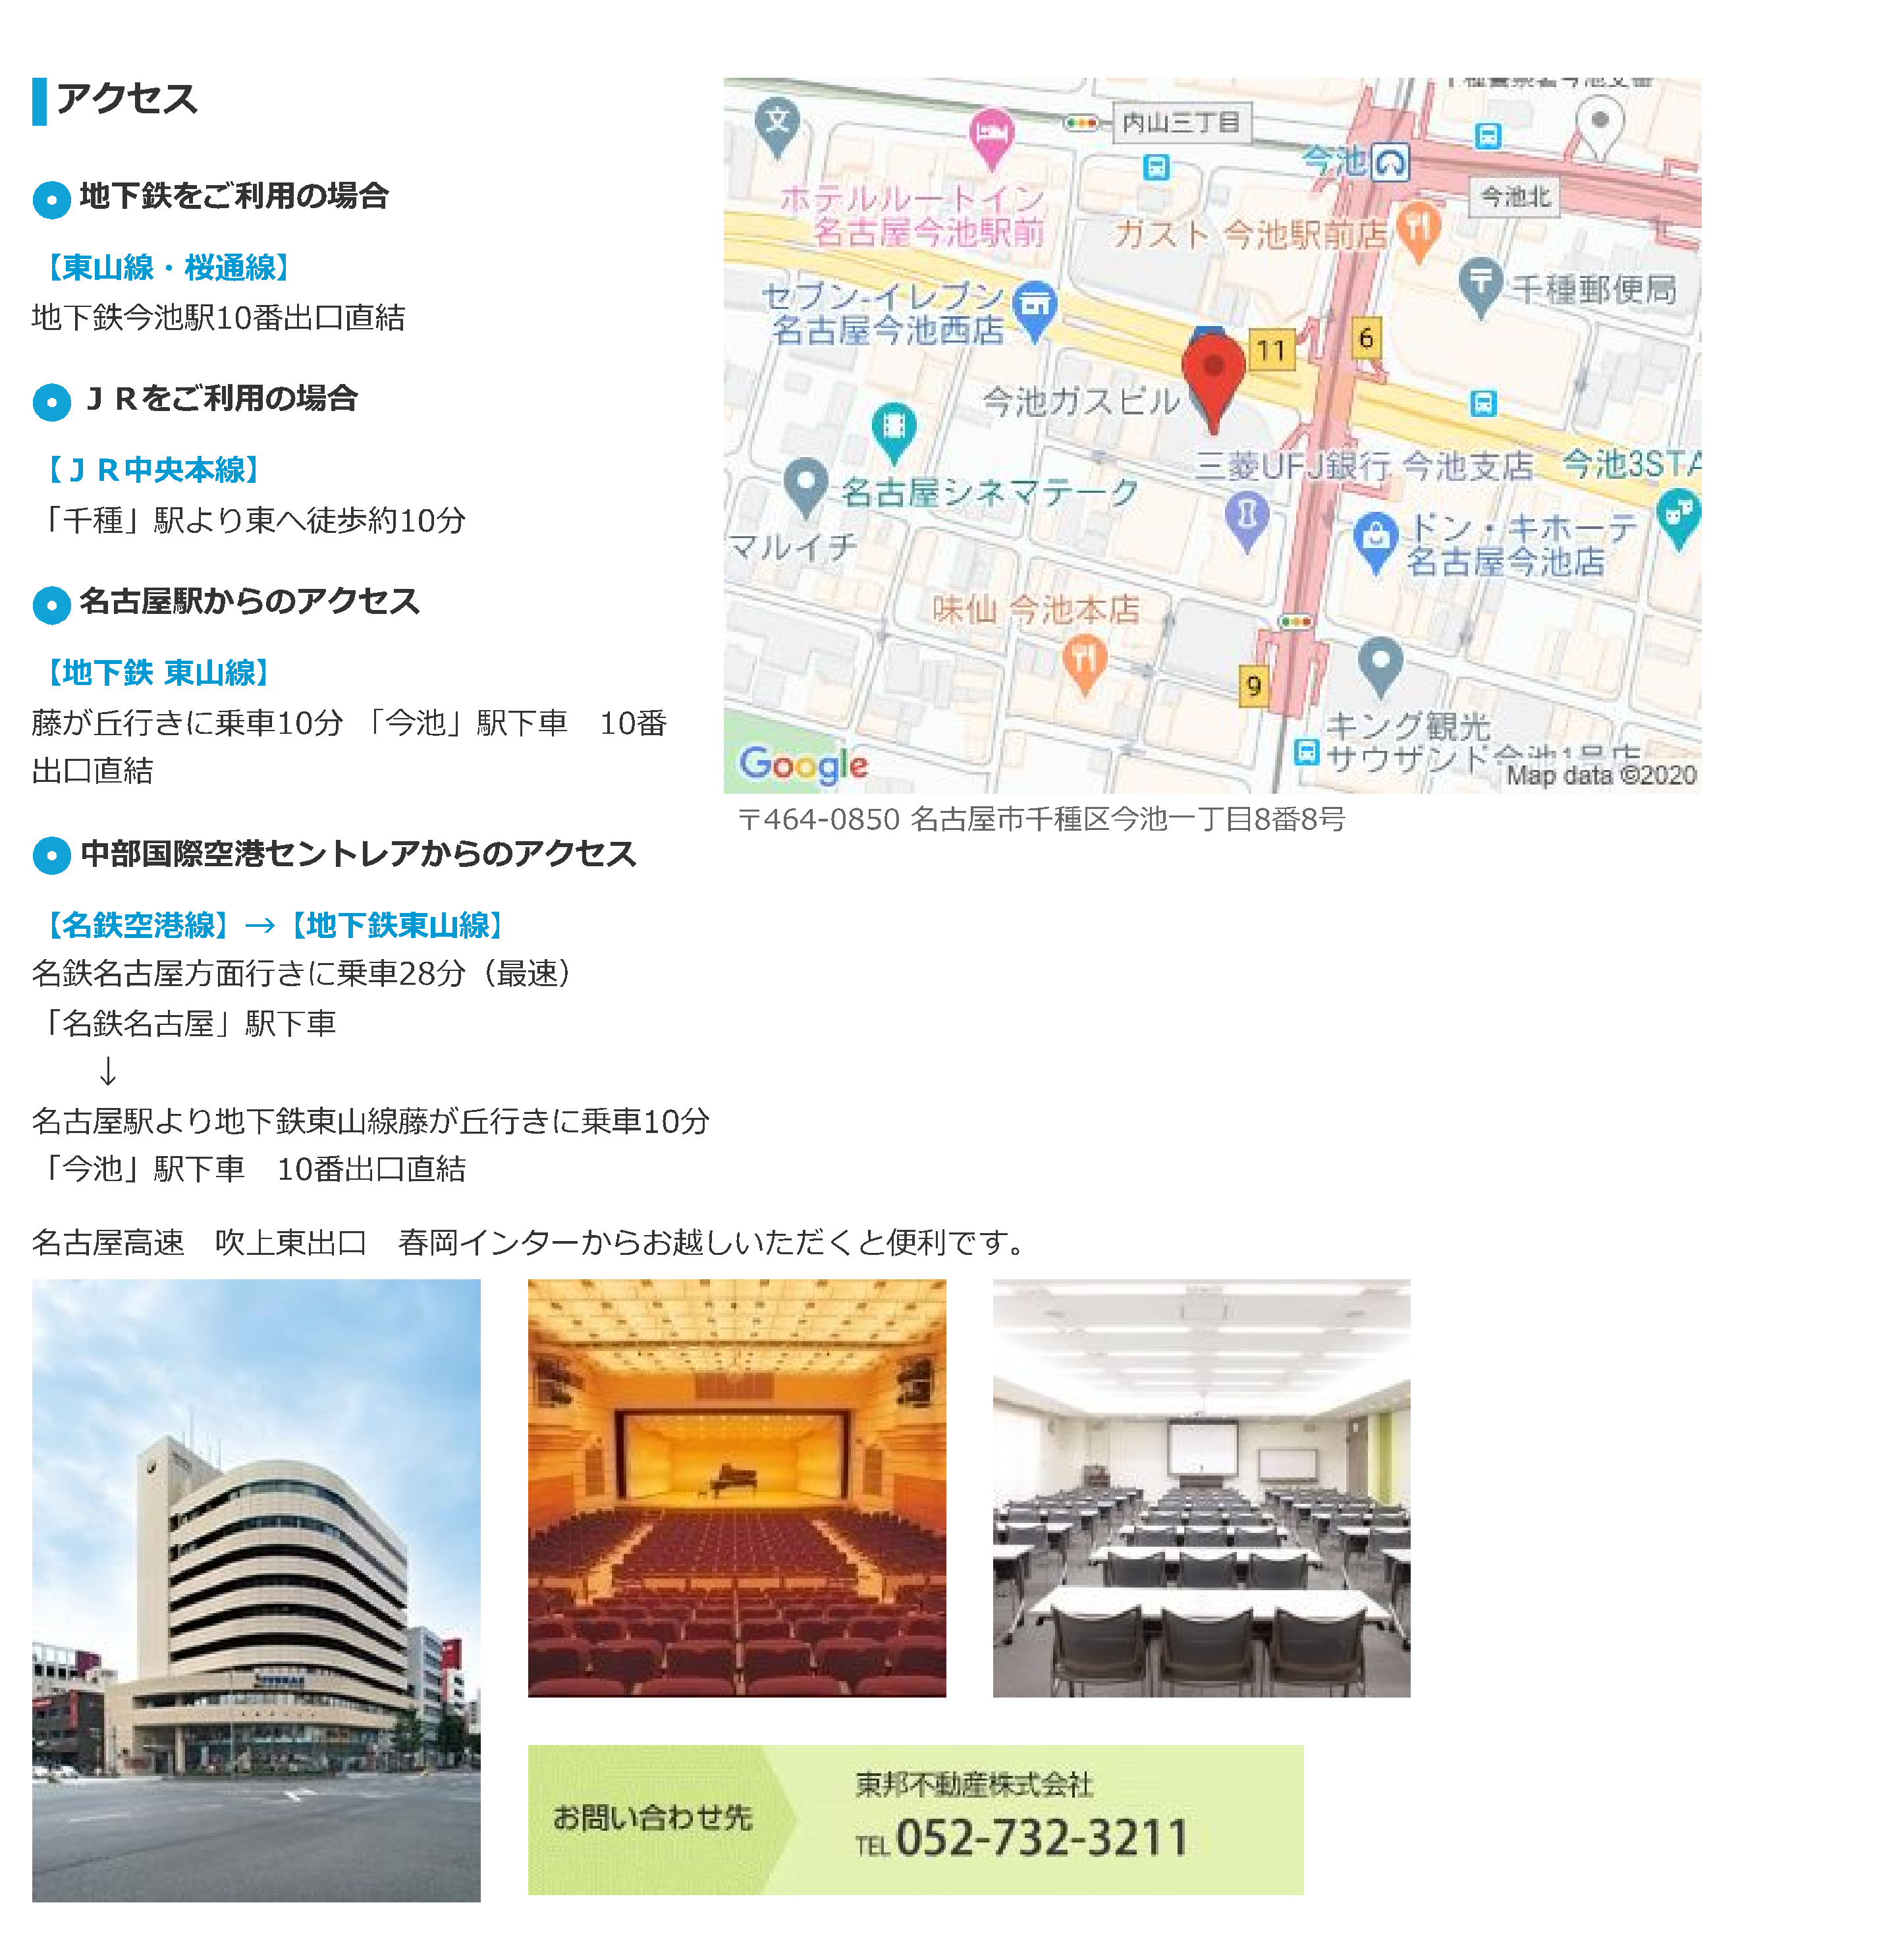 アクセス
地下鉄をご利用の場合
【東山線・桜通線】
地下鉄今池駅10番出口直結
ＪＲをご利用の場合
【ＪＲ中央本線】
「千種」駅より東へ徒歩約10分
名古屋駅からのアクセス
【地下鉄 東山線】
藤が丘行きに乗車10分 「今池」駅下車　10番
出口直結
中部国際空港セントレアからのアクセス
【名鉄空港線】→【地下鉄東山線】
名鉄名古屋方面行きに乗車28分（最速）
「名鉄名古屋」駅下車
↓
名古屋駅より地下鉄東山線藤が丘行きに乗車10分
「今池」駅下車　10番出口直結
名古屋高速　吹上東出口　春岡インターからお越しいただくと便利です。
文
内山三丁目
今池
今池北
ホテルルートイン
名古屋今池駅前
ガスト 今池駅前店
千種郵便局
セブン-イレブン
名古屋今池西店
11
6
今池ガスビル
三菱UFJ銀行 今池支店
今池3STA
名古屋シネマテーク
マルイチ
ドン・キホーテ
名古屋今池店
味仙 今池本店
9
キング観光
サウザンド今池1号店
Google
Map data ©2020
〒464-0850 名古屋市千種区今池一丁目8番8号
お問い合わせ先
東邦不動産株式会社
TEL 052-732-3211